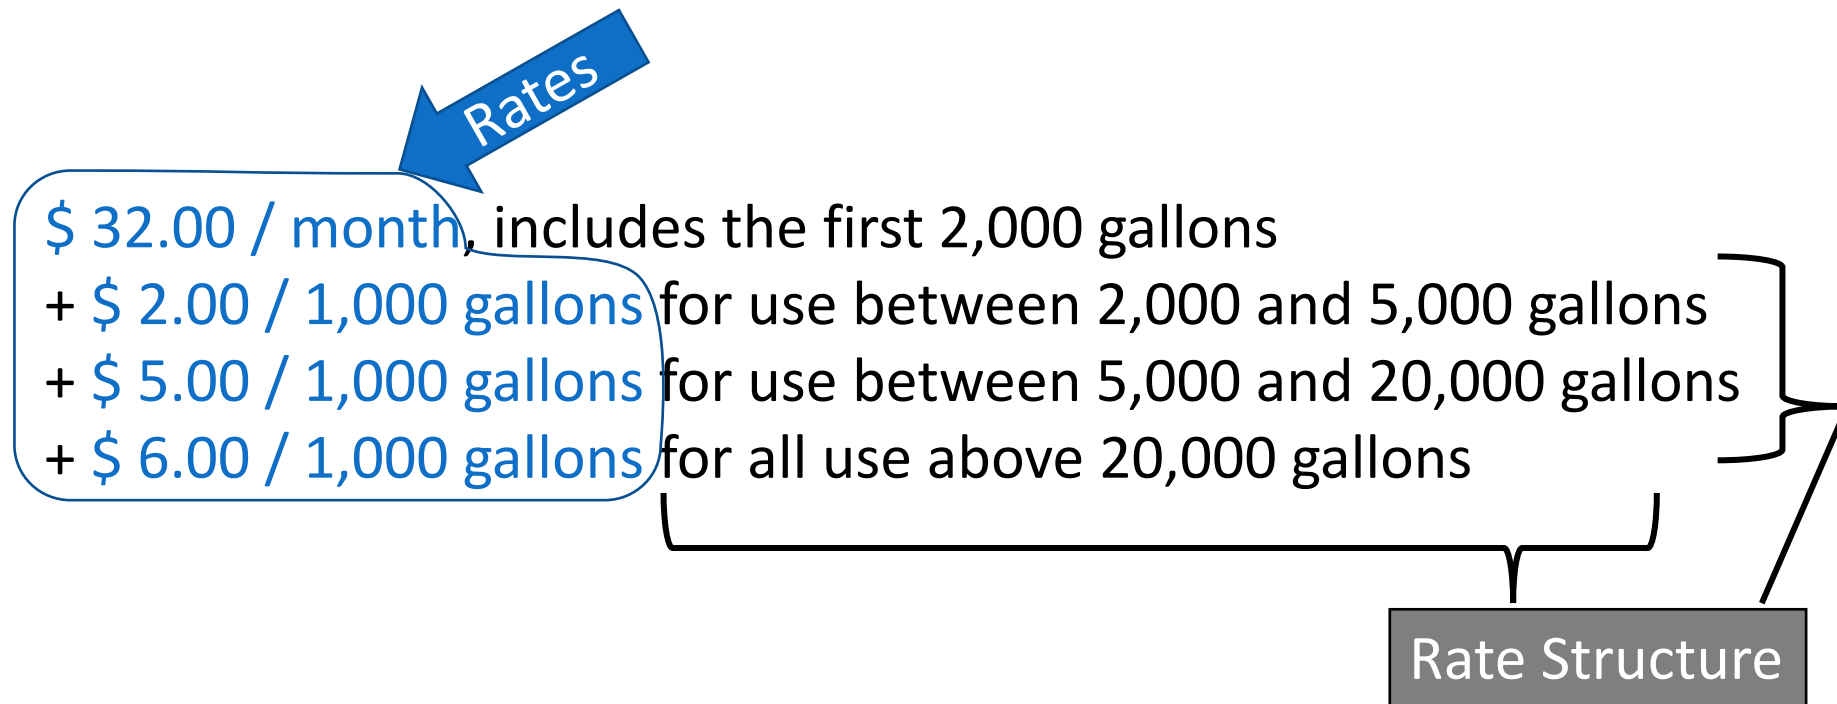 Rates
$ 32.00 / month, includes the first 2,000 gallons
+ $ 2.00 / 1,000 gallons for use between 2,000 and 5,000 gallons
+ $ 5.00 / 1,000 gallons for use between 5,000 and 20,000 gallons
+ $ 6.00 / 1,000 gallons for all use above 20,000 gallons
Rate Structure